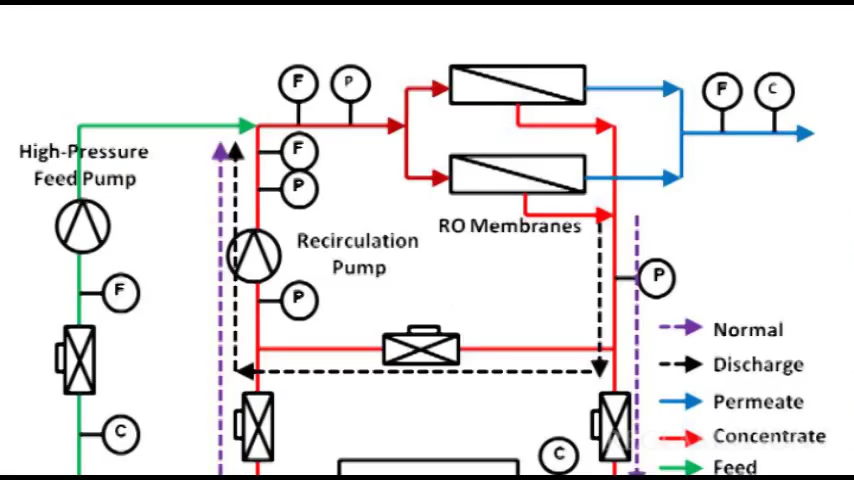 F
P
F
C
High-Pressure
Feed Pump
F
P
RO Membranes
Recirculation
Pump
F
P
P
Normal
Discharge
Permeate
C
Concentrate
C
Feed